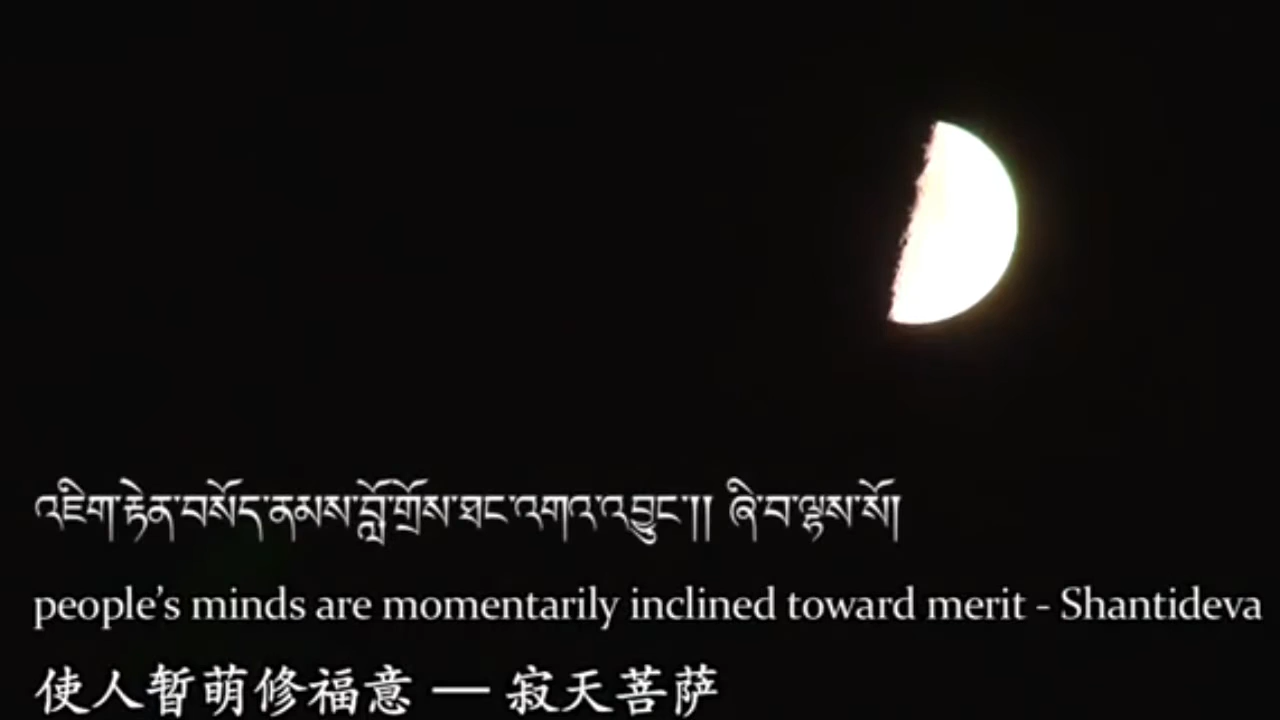 འཇིག་རྟེན་བསོད་ནམས་བློ་གྲོས་ཐང་འགའ་འབྱུང་།། ཞི་བ་ལྷས་སོ།།
people's minds are momentarily inclined toward merit - Shantideva
使人暂萌修福意 — 寂天菩萨